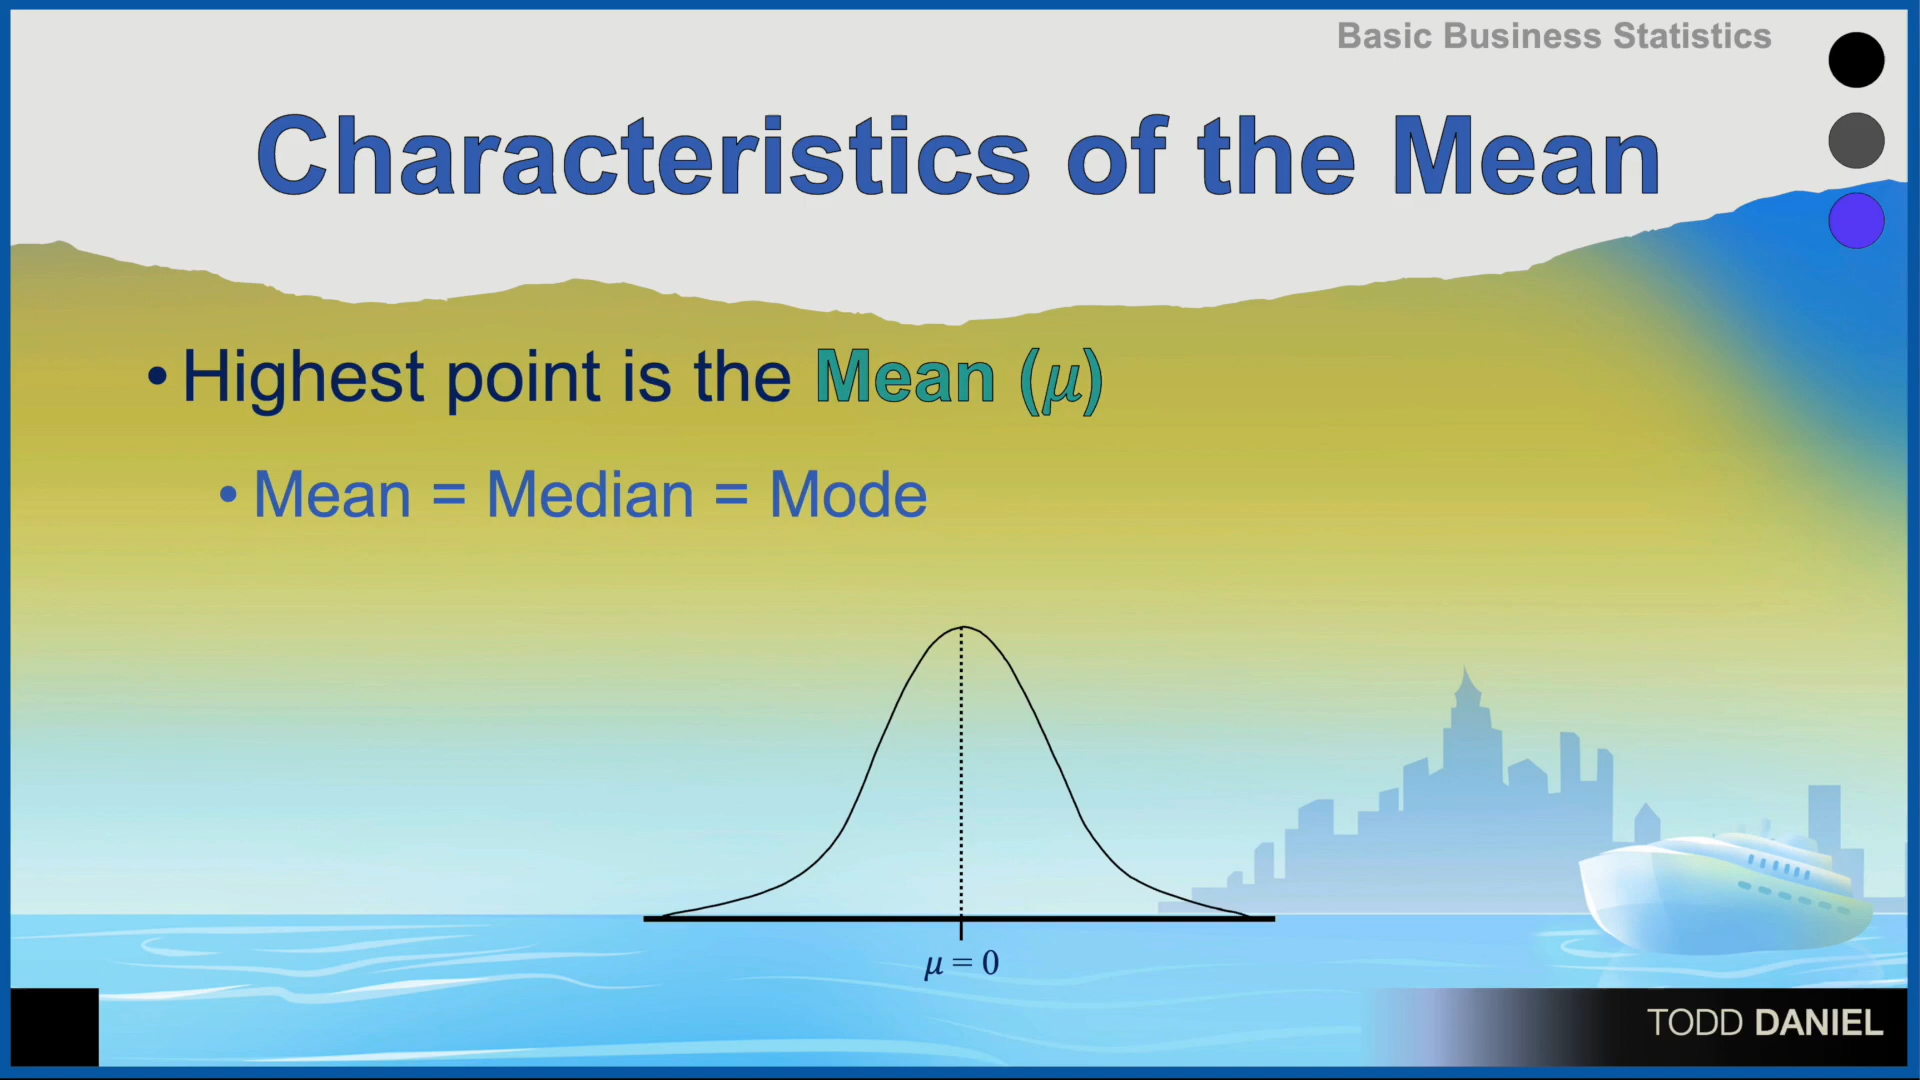 Basic Business Statistics
Characteristics of the Mean
• Highest point is the Mean (μ)
• Mean = Median = Mode
μ = 0
TODD DANIEL